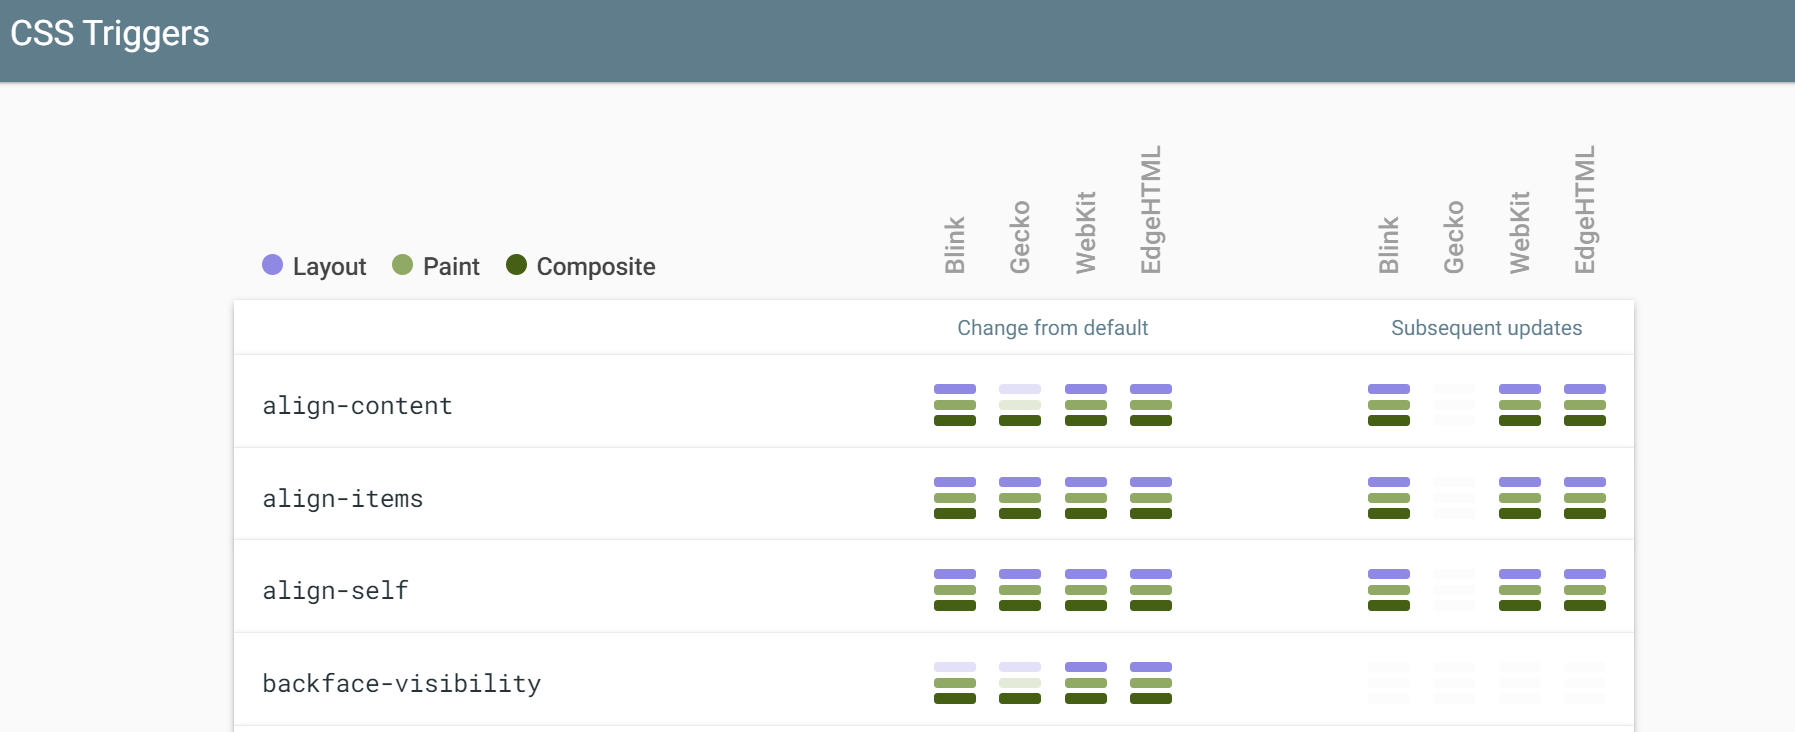 CSS Triggers
Blink
Gecko
WebKit
EdgeHTML
Blink
Gecko
WebKit
EdgeHTML
Layout Paint Composite
Change from default Subsequent updates
align-content
align-items
align-self
backface-visibility